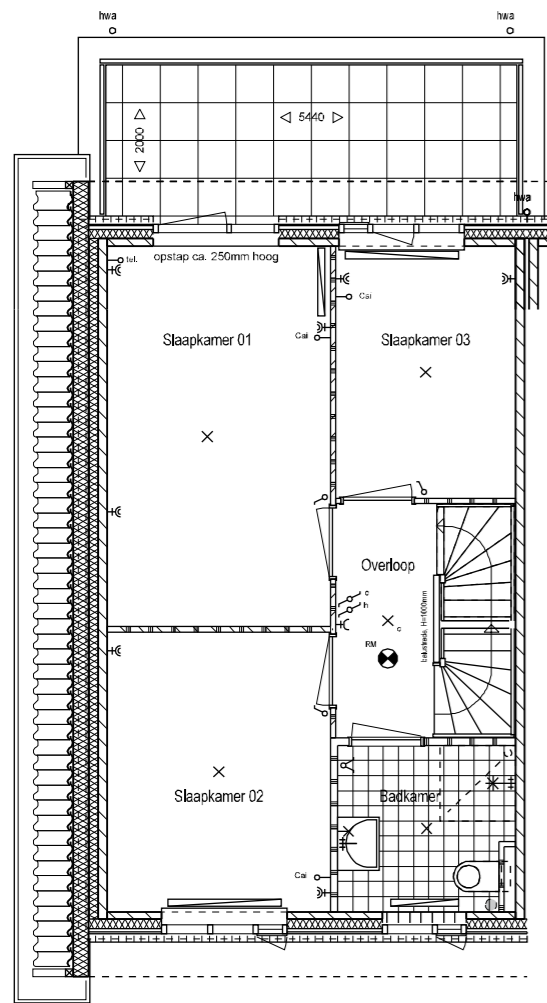 hwa
hwa
5440
2000
hwa
tel.
opstap ca. 250mm hoog
Cai
Cai
Slaapkamer 01
Slaapkamer 03
Overloop
c
h
c
RM
balustrade, H=1000mm
Slaapkamer 02
Badkamer
Cai